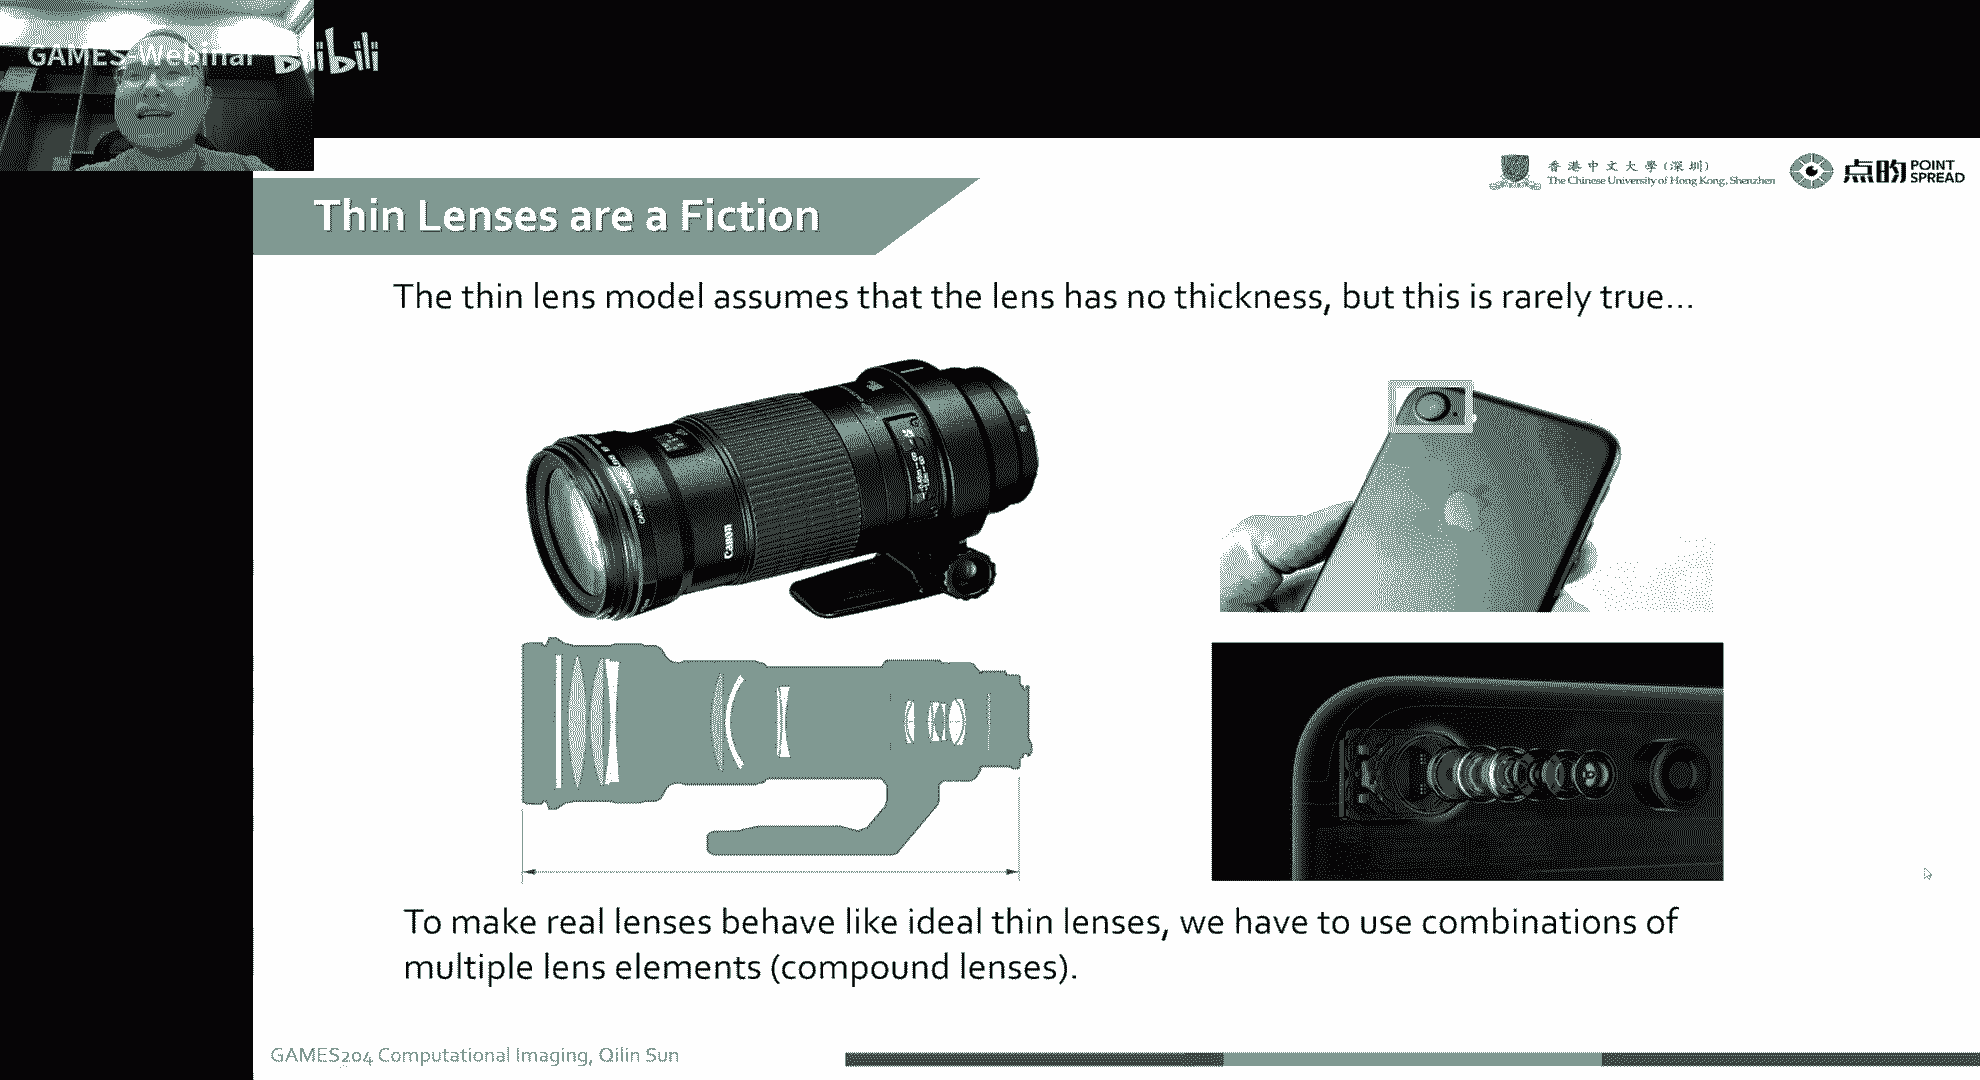 GAMES-Webinar bilibili
香港中文大學(深圳)
The Chinese University of Hong Kong, Shenzhen
点昀 POINT
SPREAD
Thin Lenses are a Fiction
The thin lens model assumes that the lens has no thickness, but this is rarely true...
Canon
To make real lenses behave like ideal thin lenses, we have to use combinations of
multiple lens elements (compound lenses).
GAMES204 Computational Imaging, Qilin Sun